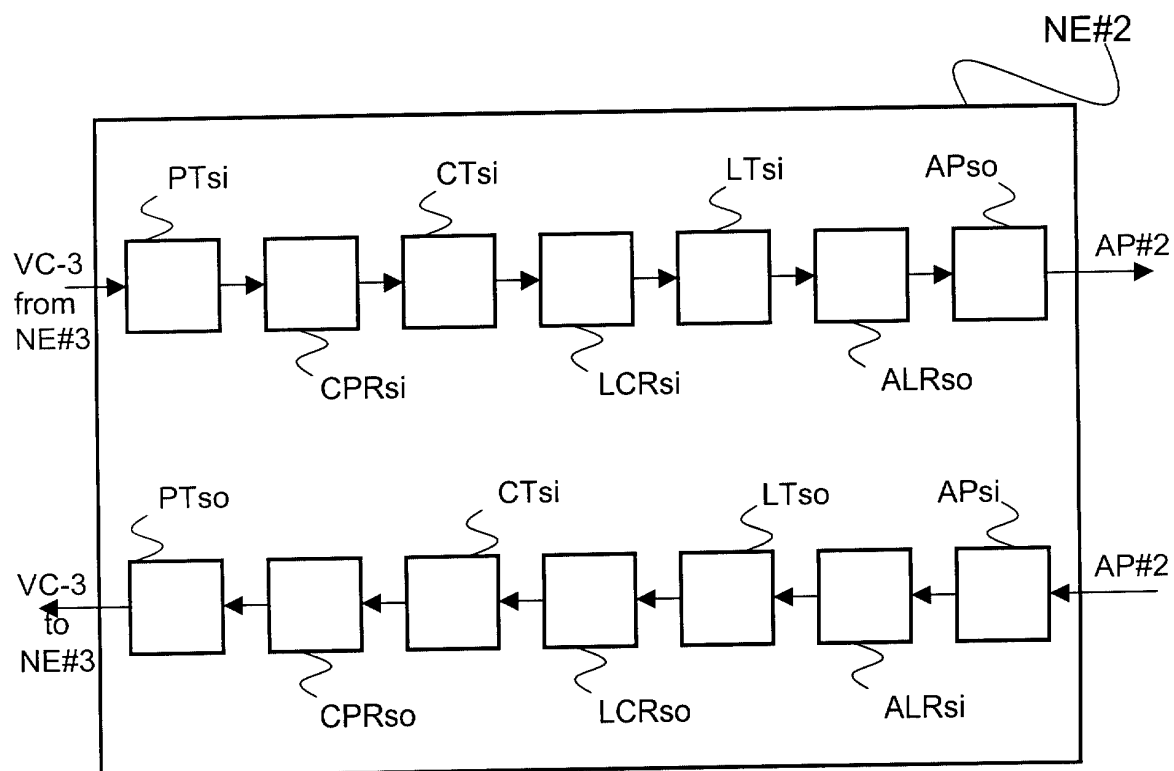 NE#2
PTsi
CTsi
LTsi
APso
VC-3
from
NE#3
AP#2
CPRsi
LCRsi
ALRso
PTso
CTsi
LTso
APsi
VC-3
to
NE#3
AP#2
CPRso
LCRso
ALRsi